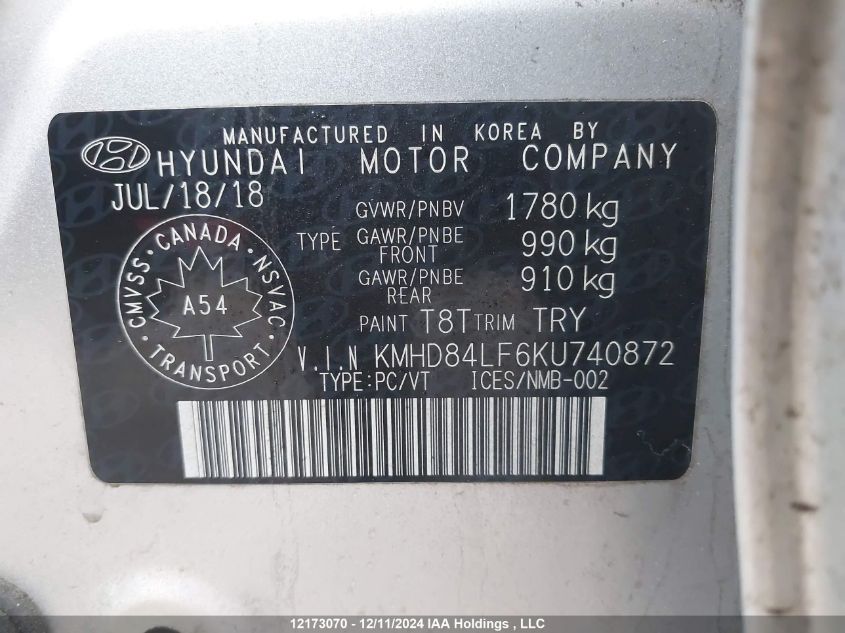 MANUFACTURED IN KOREA BY
HYUNDAI MOTOR COMPANY
JUL/18/18
GVWR/PNBV 1780 kg
TYPE GAWR/PNBE FRONT 990 kg
GAWR/PNBE REAR 910 kg
PAINT T8T TRIM TRY
V.I.N KMHD84LF6KU740872
TYPE:PC/VT ICES/NMB-002
CMVSS · CANADA · NSVAC · TRANSPORT ·
A54
12173070 - 12/11/2024 IAA Holdings , LLC